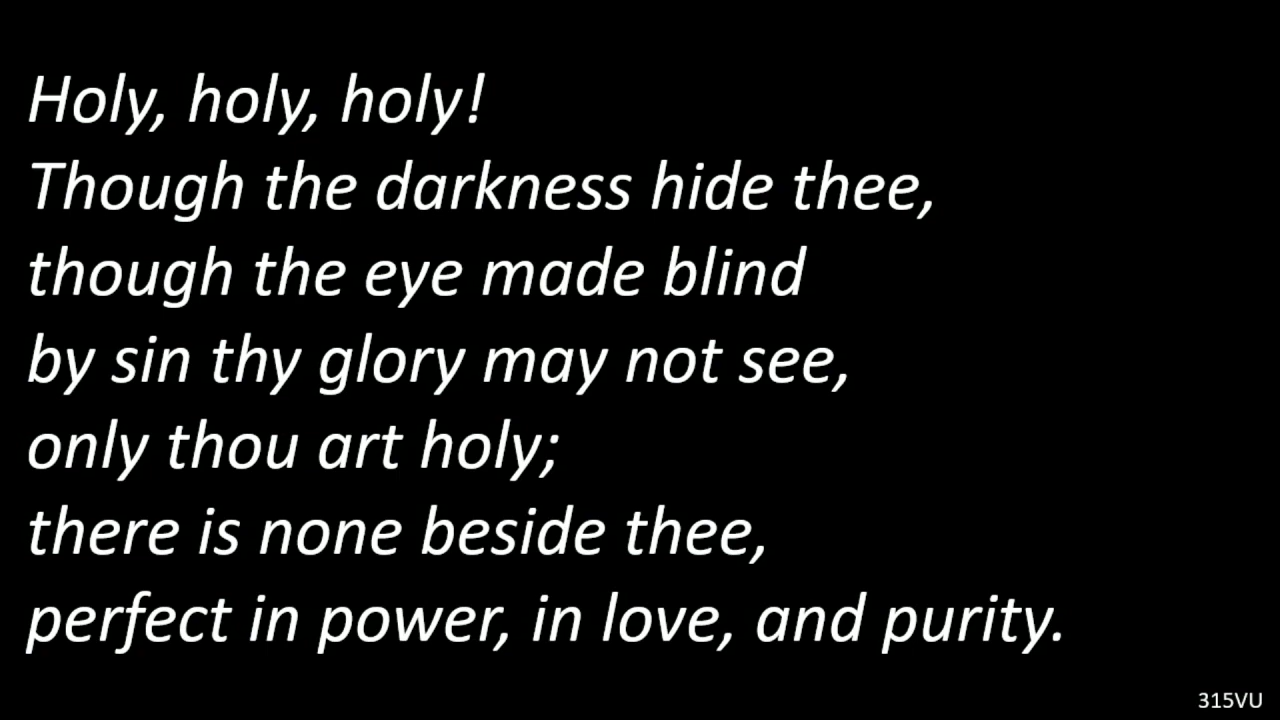 Holy, holy, holy!
Though the darkness hide thee,
though the eye made blind
by sin thy glory may not see,
only thou art holy;
there is none beside thee,
perfect in power, in love, and purity.
315VU